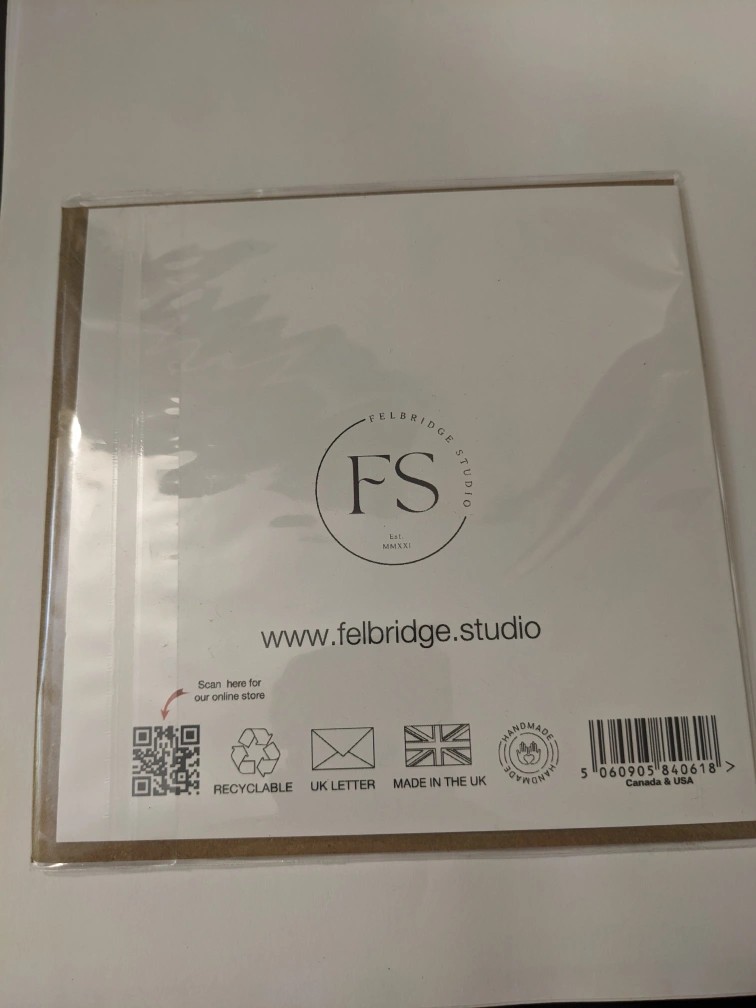 FELBRIDGE STUDIO
FS
Est.
MMXXI
www.felbridge.studio
Scan here for
our online store
RECYCLABLE
UK LETTER
MADE IN THE UK
HANDMADE
HANDMADE
5 060905 840618 >
Canada & USA